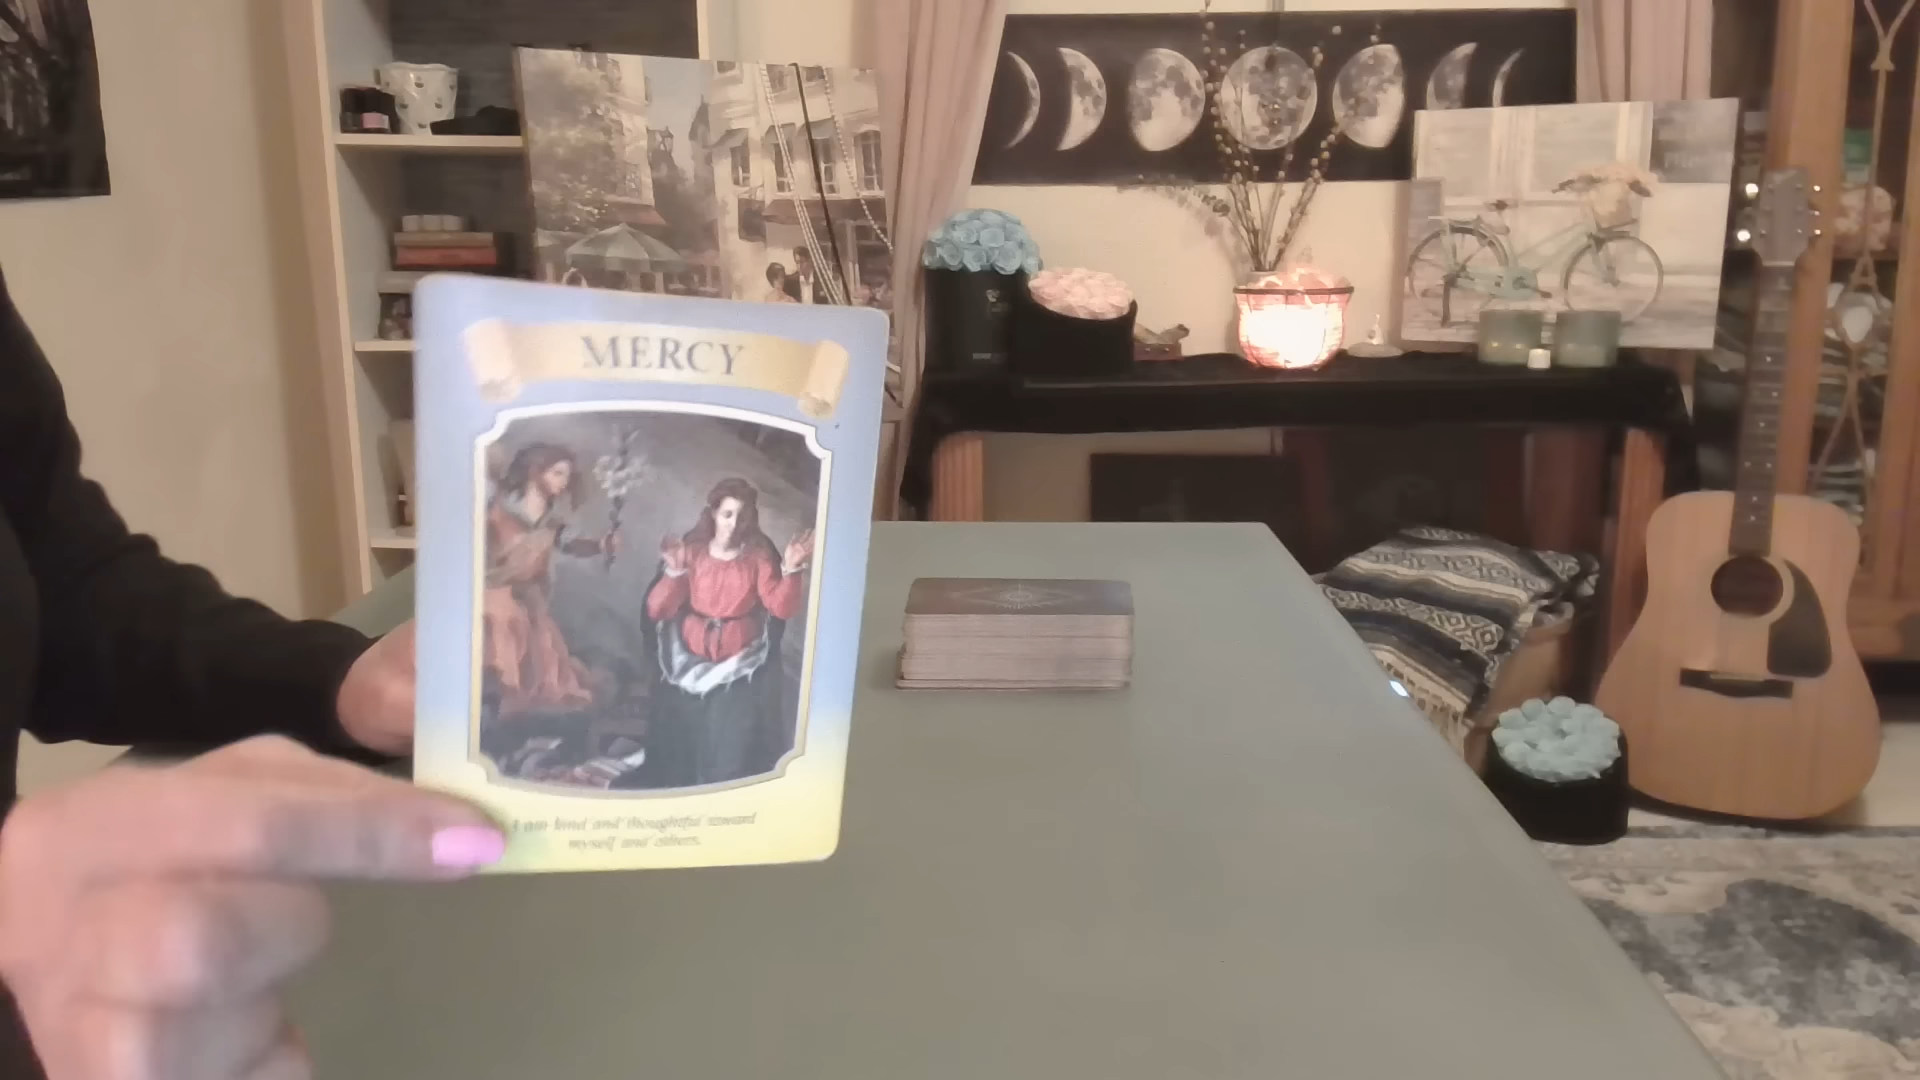 MERCY
I am kind and thoughtful toward
myself and others.